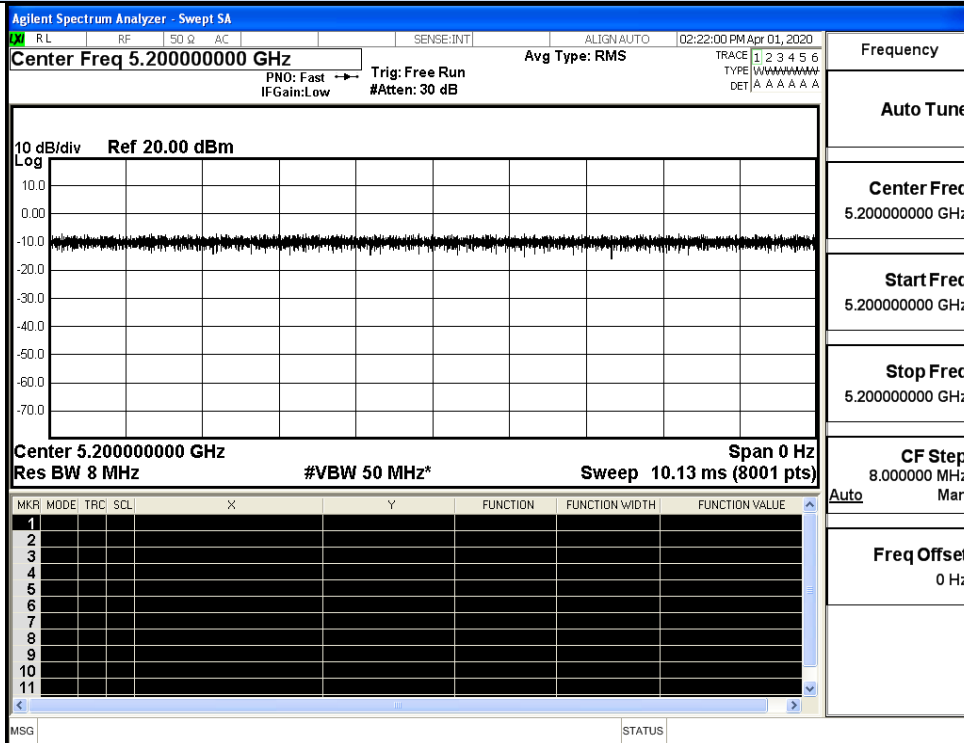 Agilent Spectrum Analyzer - Swept SA
LXI RL RF 50 Ω AC SENSE:INT ALIGN AUTO 02:22:00 PM Apr 01, 2020
Center Freq 5.200000000 GHz
PNO: Fast
IFGain:Low
Trig: Free Run
#Atten: 30 dB
Avg Type: RMS
TRACE 1 2 3 4 5 6
TYPE WWWWWW
DET A A A A A A
10 dB/div Ref 20.00 dBm
Log
10.0
0.00
-10.0
-20.0
-30.0
-40.0
-50.0
-60.0
-70.0
Center 5.200000000 GHz Span 0 Hz
Res BW 8 MHz #VBW 50 MHz* Sweep 10.13 ms (8001 pts)
MKR MODE TRC SCL X Y FUNCTION FUNCTION WIDTH FUNCTION VALUE
1
2
3
4
5
6
7
8
9
10
11
MSG STATUS
Frequency
Auto Tune
Center Freq
5.200000000 GHz
Start Freq
5.200000000 GHz
Stop Freq
5.200000000 GHz
CF Step
8.000000 MHz
Auto Man
Freq Offset
0 Hz